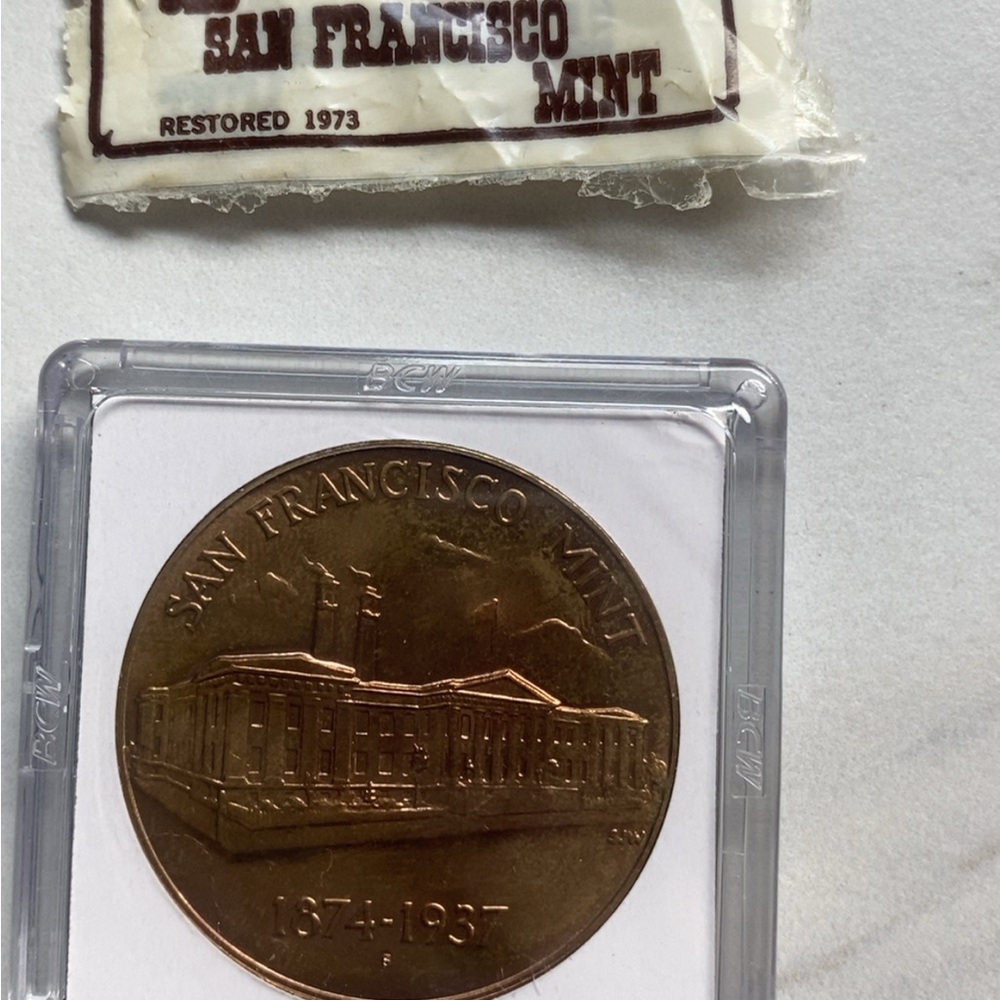 SAN FRANCISCO
MINT
RESTORED 1973
BCW
SAN FRANCISCO MINT
BCW
BCW
1874-1937
S